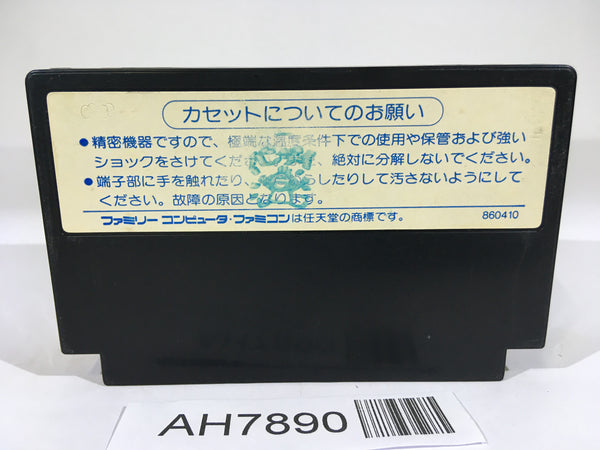 カセットについてのお願い
●精密機器ですので、極端な温度条件下での使用や保管および強い
ショックをさけてください。 絶対に分解しないでください。
●端子部に手を触れたり、 したりして汚さないようにして
ください。故障の原因となります。
ファミリー コンピュータ・ファミコンは任天堂の商標です。 860410
AH7890